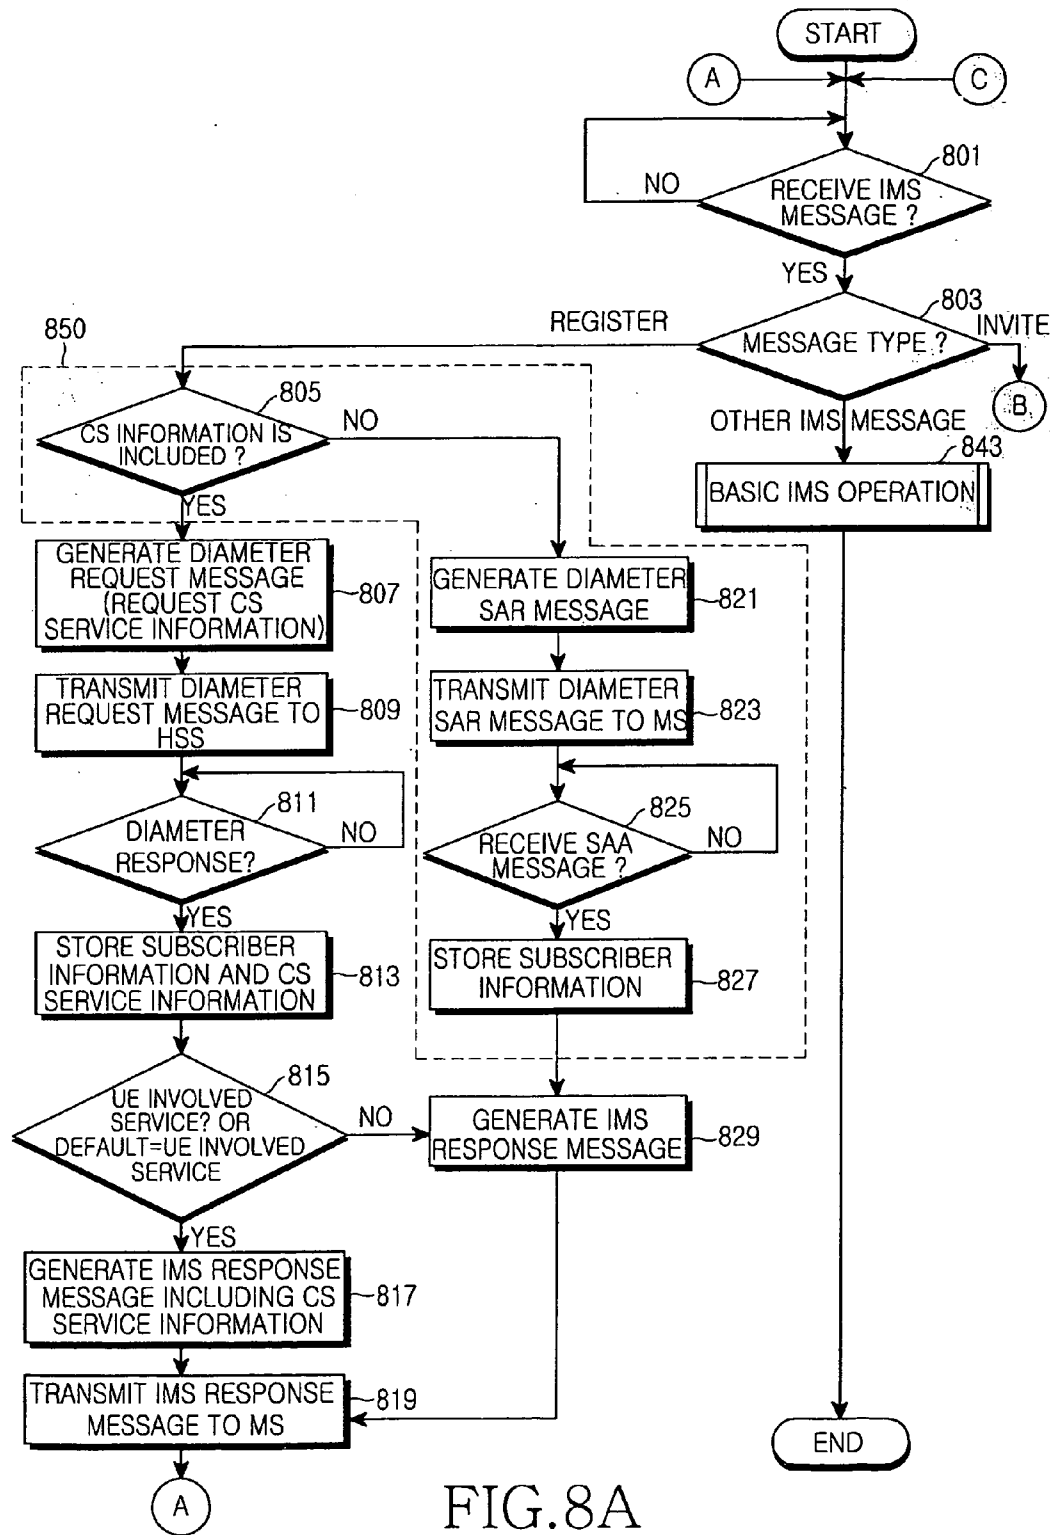 START
A
C
801
NO
RECEIVE IMS
MESSAGE ?
YES
803
REGISTER
MESSAGE TYPE ?
INVITE
B
850
805
CS INFORMATION IS
INCLUDED ?
NO
YES
OTHER IMS MESSAGE
843
BASIC IMS OPERATION
GENERATE DIAMETER
REQUEST MESSAGE
(REQUEST CS
SERVICE INFORMATION)
807
GENERATE DIAMETER
SAR MESSAGE
821
TRANSMIT DIAMETER
REQUEST MESSAGE TO
HSS
809
TRANSMIT DIAMETER
SAR MESSAGE TO MS
823
811
DIAMETER
RESPONSE?
NO
YES
825
RECEIVE SAA
MESSAGE ?
NO
YES
STORE SUBSCRIBER
INFORMATION AND CS
SERVICE INFORMATION
813
STORE SUBSCRIBER
INFORMATION
827
815
UE INVOLVED
SERVICE? OR
DEFAULT=UE INVOLVED
SERVICE
NO
YES
GENERATE IMS
RESPONSE MESSAGE
829
GENERATE IMS RESPONSE
MESSAGE INCLUDING CS
SERVICE INFORMATION
817
TRANSMIT IMS RESPONSE
MESSAGE TO MS
819
END
A
FIG.8A